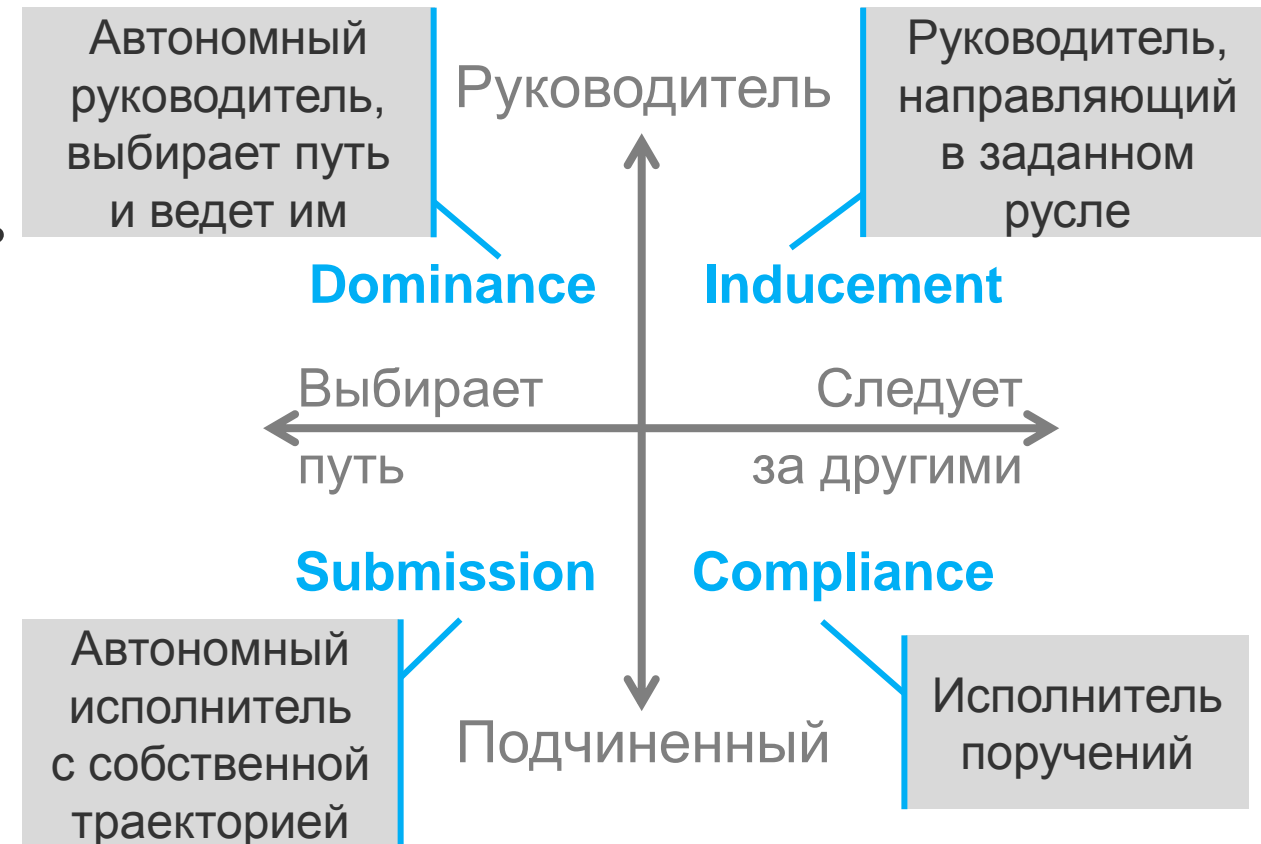 Автономный
руководитель,
выбирает путь
и ведет им
Руководитель
Руководитель,
направляющий
в заданном
русле
Dominance
Inducement
Выбирает
путь
Следует
за другими
Submission
Compliance
Автономный
исполнитель
с собственной
траекторией
Подчиненный
Исполнитель
поручений